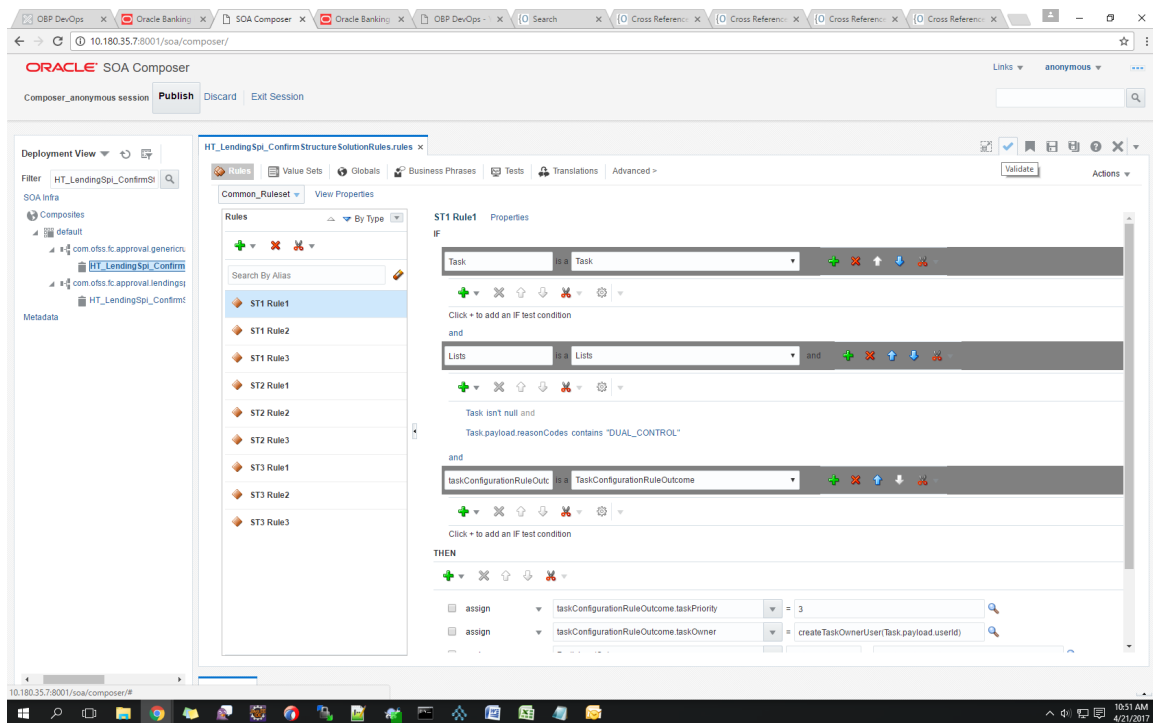 OBP DevOps
Oracle Banking
SOA Composer
Oracle Banking
OBP DevOps -
Search
Cross Reference
Cross Reference
Cross Reference
Cross Reference
10.180.35.7:8001/soa/composer/
ORACLE SOA Composer
Links
anonymous
Composer_anonymous session
Publish
Discard
Exit Session
Deployment View
Filter
HT_LendingSpi_ConfirmSt
SOA Infra
Composites
default
com.ofss.fc.approval.genericru
HT_LendingSpi_Confirm
com.ofss.fc.approval.lendingsp
HT_LendingSpi_ConfirmS
Metadata
HT_LendingSpi_ConfirmStructureSolutionRules.rules
Validate
Rules
Value Sets
Globals
Business Phrases
Tests
Translations
Advanced >
Actions
Common_Ruleset
View Properties
Rules
By Type
Search By Alias
ST1 Rule1
ST1 Rule2
ST1 Rule3
ST2 Rule1
ST2 Rule2
ST2 Rule3
ST3 Rule1
ST3 Rule2
ST3 Rule3
ST1 Rule1 Properties
IF
Task is a Task
Click + to add an IF test condition
and
Lists is a Lists and
Task isn't null and
Task.payload.reasonCodes contains "DUAL_CONTROL"
and
taskConfigurationRuleOutc is a TaskConfigurationRuleOutcome
Click + to add an IF test condition
THEN
assign taskConfigurationRuleOutcome.taskPriority = 3
assign taskConfigurationRuleOutcome.taskOwner = createTaskOwnerUser(Task.payload.userId)
10.180.35.7:8001/soa/composer/#
10:51 AM
4/21/2017